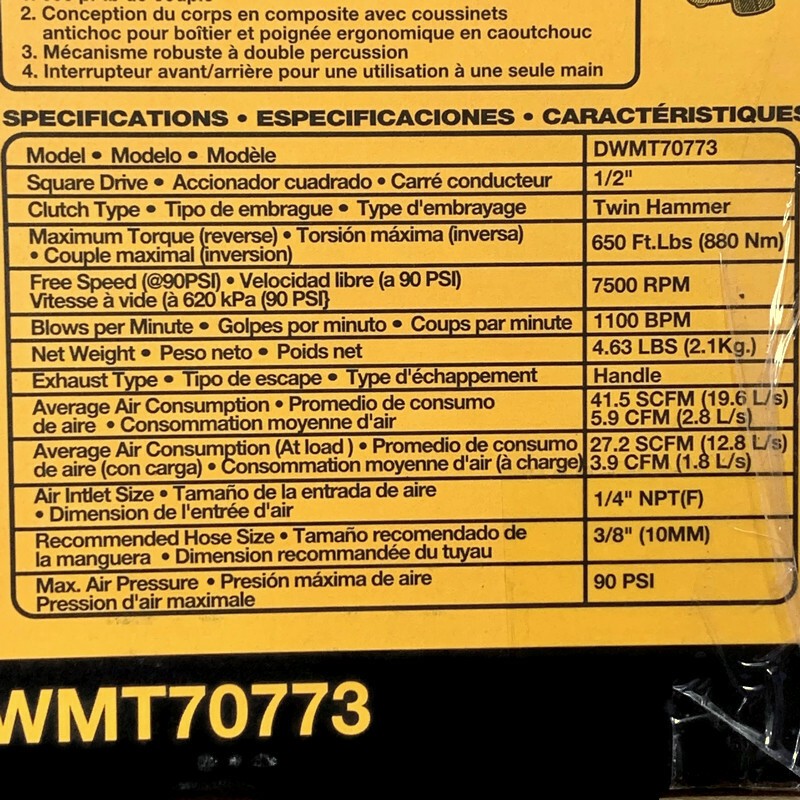 2. Conception du corps en composite avec coussinets
antichoc pour boîtier et poignée ergonomique en caoutchouc
3. Mécanisme robuste à double percussion
4. Interrupteur avant/arrière pour une utilisation à une seule main
SPECIFICATIONS • ESPECIFICACIONES • CARACTÉRISTIQUES
Model • Modelo • Modèle DWMT70773
Square Drive • Accionador cuadrado • Carré conducteur 1/2"
Clutch Type • Tipo de embrague • Type d'embrayage Twin Hammer
Maximum Torque (reverse) • Torsión máxima (inversa)
• Couple maximal (inversion)
650 Ft.Lbs (880 Nm)
Free Speed (@90PSI) • Velocidad libre (a 90 PSI)
Vitesse à vide (à 620 kPa (90 PSI}
7500 RPM
Blows per Minute • Golpes por minuto • Coups par minute 1100 BPM
Net Weight • Peso neto • Poids net 4.63 LBS (2.1Kg.)
Exhaust Type • Tipo de escape • Type d'échappement Handle
Average Air Consumption • Promedio de consumo
de aire • Consommation moyenne d'air
41.5 SCFM (19.6 L/s)
5.9 CFM (2.8 L/s)
Average Air Consumption (At load ) • Promedio de consumo
de aire (con carga) • Consommation moyenne d'air (à charge)
27.2 SCFM (12.8 L/s)
3.9 CFM (1.8 L/s)
Air Intlet Size • Tamaño de la entrada de aire
• Dimension de l'entrée d'air
1/4" NPT(F)
Recommended Hose Size • Tamaño recomendado de
la manguera • Dimension recommandée du tuyau
3/8" (10MM)
Max. Air Pressure • Presión máxima de aire
Pression d'air maximale
90 PSI
WMT70773